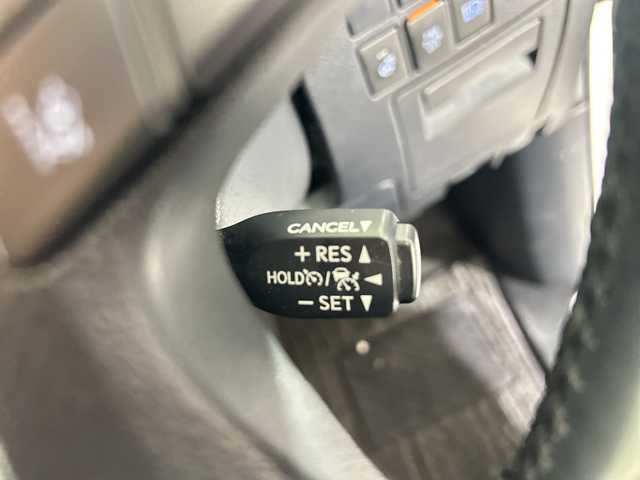 CANCEL▼
+ RES ▲
HOLD / ◀
− SET ▼